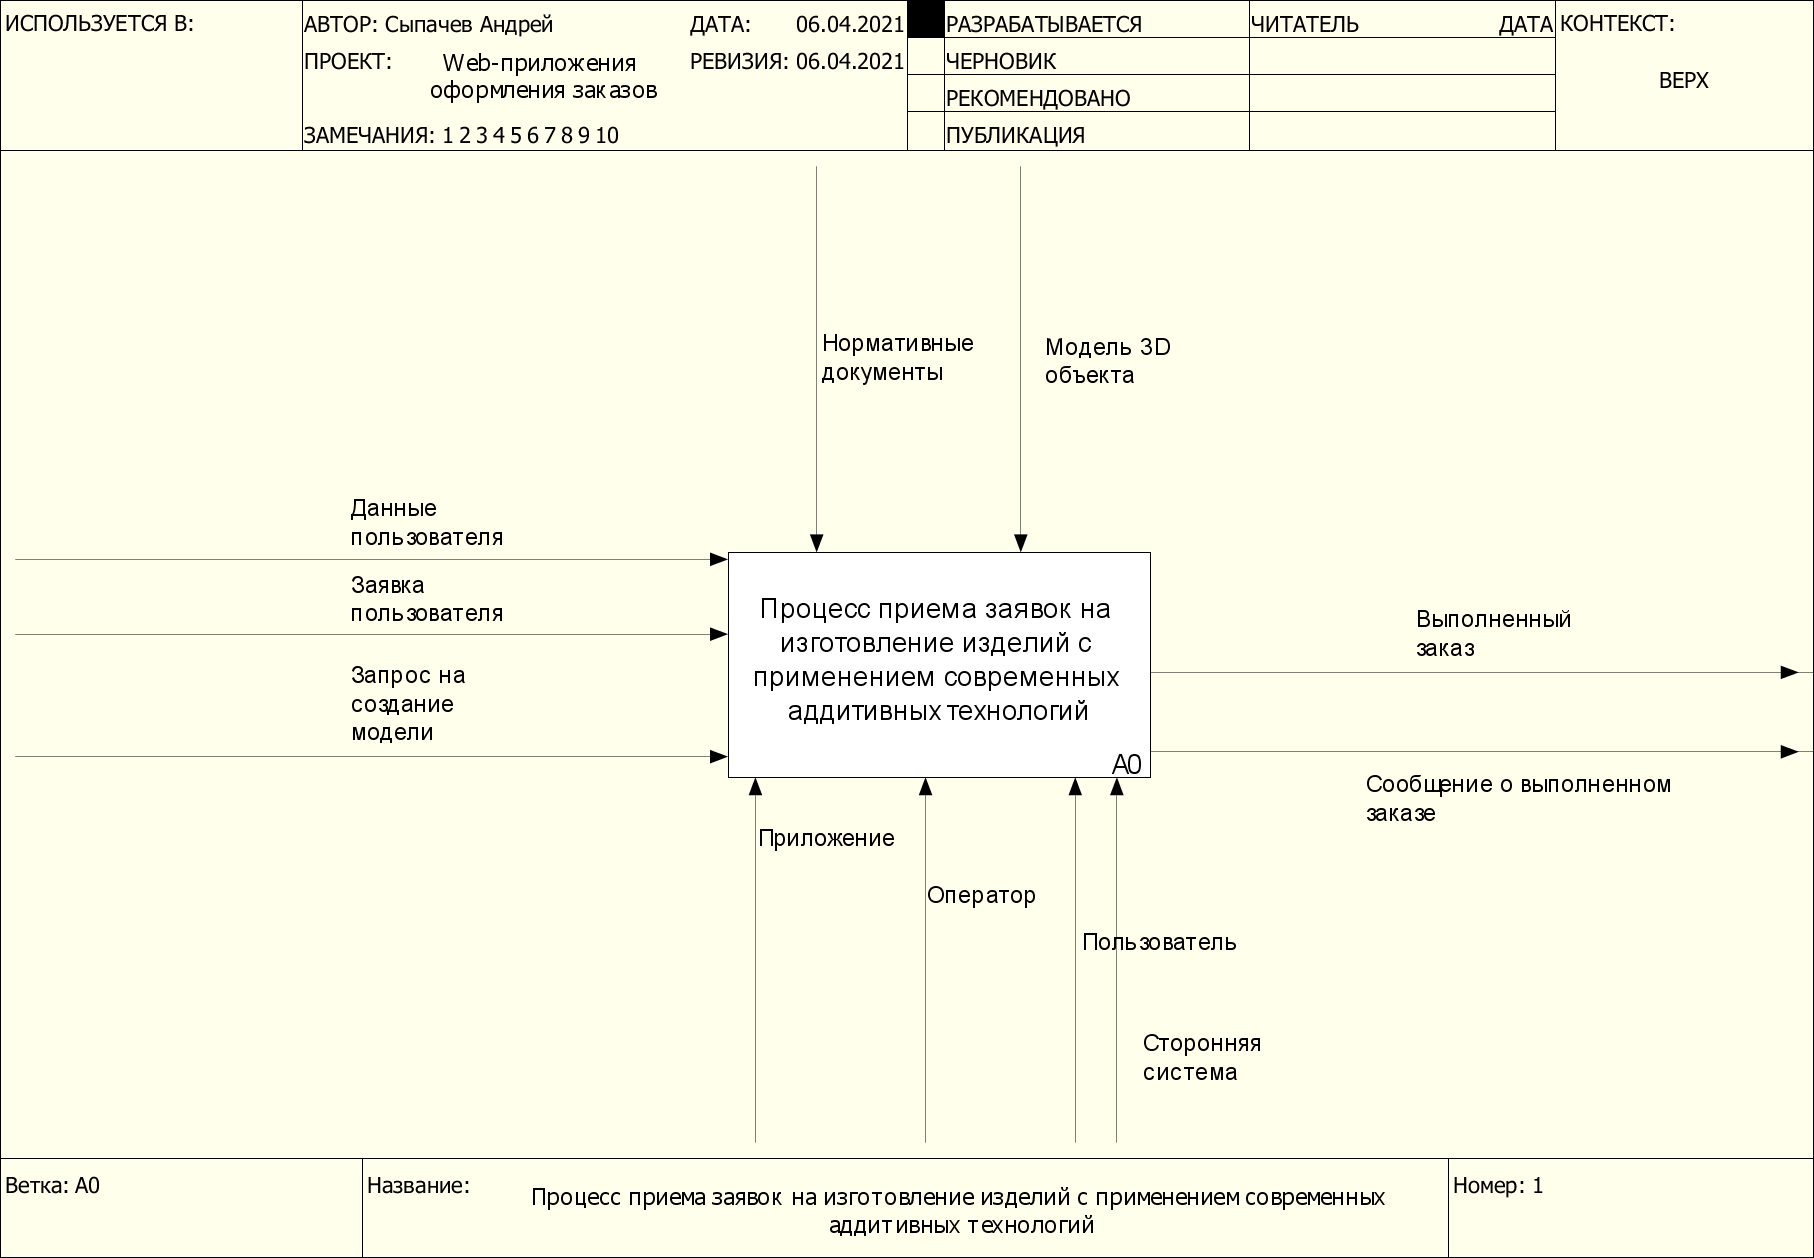 ИСПОЛЬЗУЕТСЯ В:
АВТОР: Сыпачев Андрей
ДАТА: 06.04.2021
ПРОЕКТ: Web-приложения
оформления заказов
РЕВИЗИЯ: 06.04.2021
ЗАМЕЧАНИЯ: 1 2 3 4 5 6 7 8 9 10
РАЗРАБАТЫВАЕТСЯ
ЧЕРНОВИК
РЕКОМЕНДОВАНО
ПУБЛИКАЦИЯ
ЧИТАТЕЛЬ ДАТА
КОНТЕКСТ:
ВЕРХ
Нормативные
документы
Модель 3D
объекта
Данные
пользователя
Заявка
пользователя
Запрос на
создание
модели
Процесс приема заявок на
изготовление изделий с
применением современных
аддитивных технологий
A0
Выполненный
заказ
Сообщение о выполненном
заказе
Приложение
Оператор
Пользователь
Сторонняя
система
Ветка: A0
Название:
Процесс приема заявок на изготовление изделий с применением современных
аддитивных технологий
Номер: 1